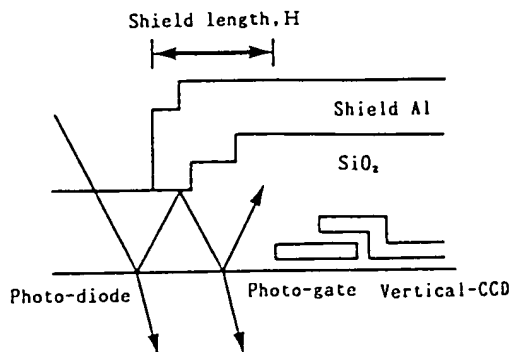 Shield length, H
Shield Al
SiO₂
Photo-diode
Photo-gate
Vertical-CCD